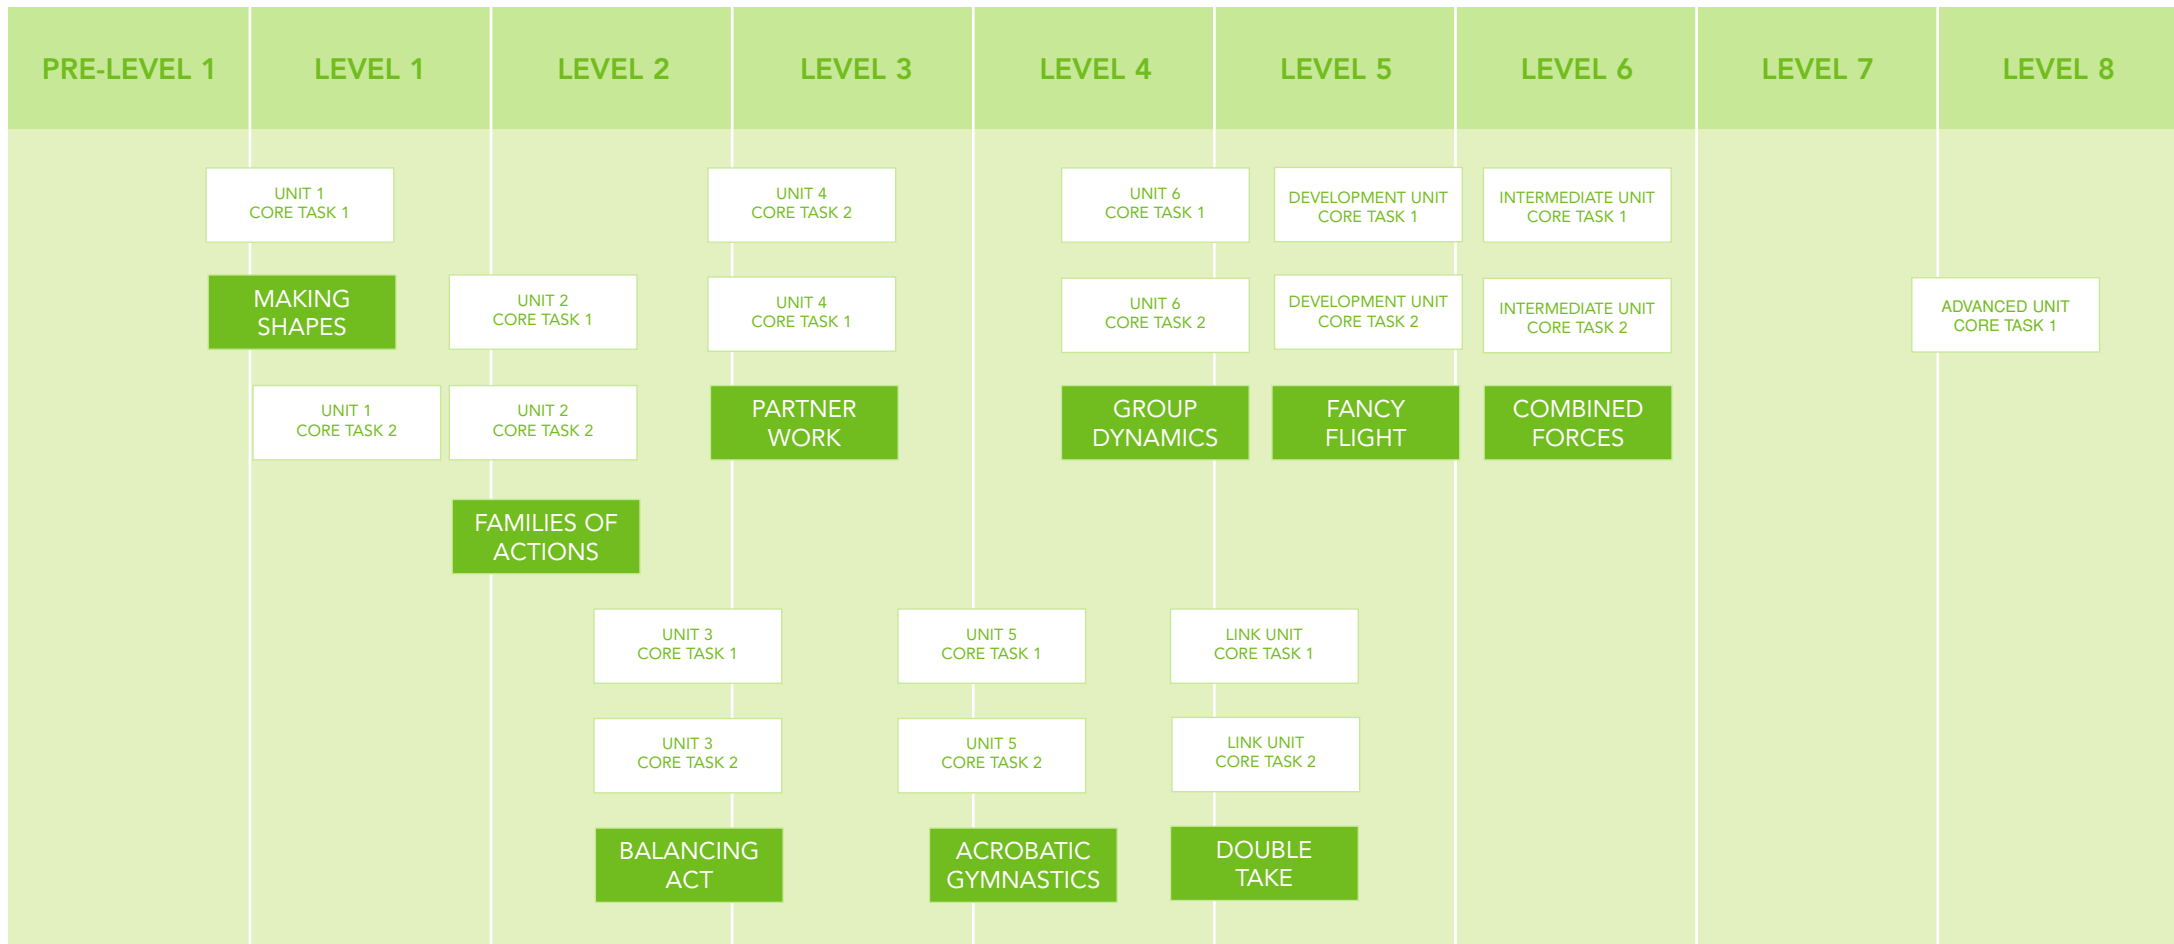 PRE-LEVEL 1
LEVEL 1
LEVEL 2
LEVEL 3
LEVEL 4
LEVEL 5
LEVEL 6
LEVEL 7
LEVEL 8
UNIT 1
CORE TASK 1
UNIT 4
CORE TASK 2
UNIT 6
CORE TASK 1
DEVELOPMENT UNIT
CORE TASK 1
INTERMEDIATE UNIT
CORE TASK 1
MAKING
SHAPES
UNIT 2
CORE TASK 1
UNIT 4
CORE TASK 1
UNIT 6
CORE TASK 2
DEVELOPMENT UNIT
CORE TASK 2
INTERMEDIATE UNIT
CORE TASK 2
ADVANCED UNIT
CORE TASK 1
UNIT 1
CORE TASK 2
UNIT 2
CORE TASK 2
PARTNER
WORK
GROUP
DYNAMICS
FANCY
FLIGHT
COMBINED
FORCES
FAMILIES OF
ACTIONS
UNIT 3
CORE TASK 1
UNIT 5
CORE TASK 1
LINK UNIT
CORE TASK 1
UNIT 3
CORE TASK 2
UNIT 5
CORE TASK 2
LINK UNIT
CORE TASK 2
BALANCING
ACT
ACROBATIC
GYMNASTICS
DOUBLE
TAKE